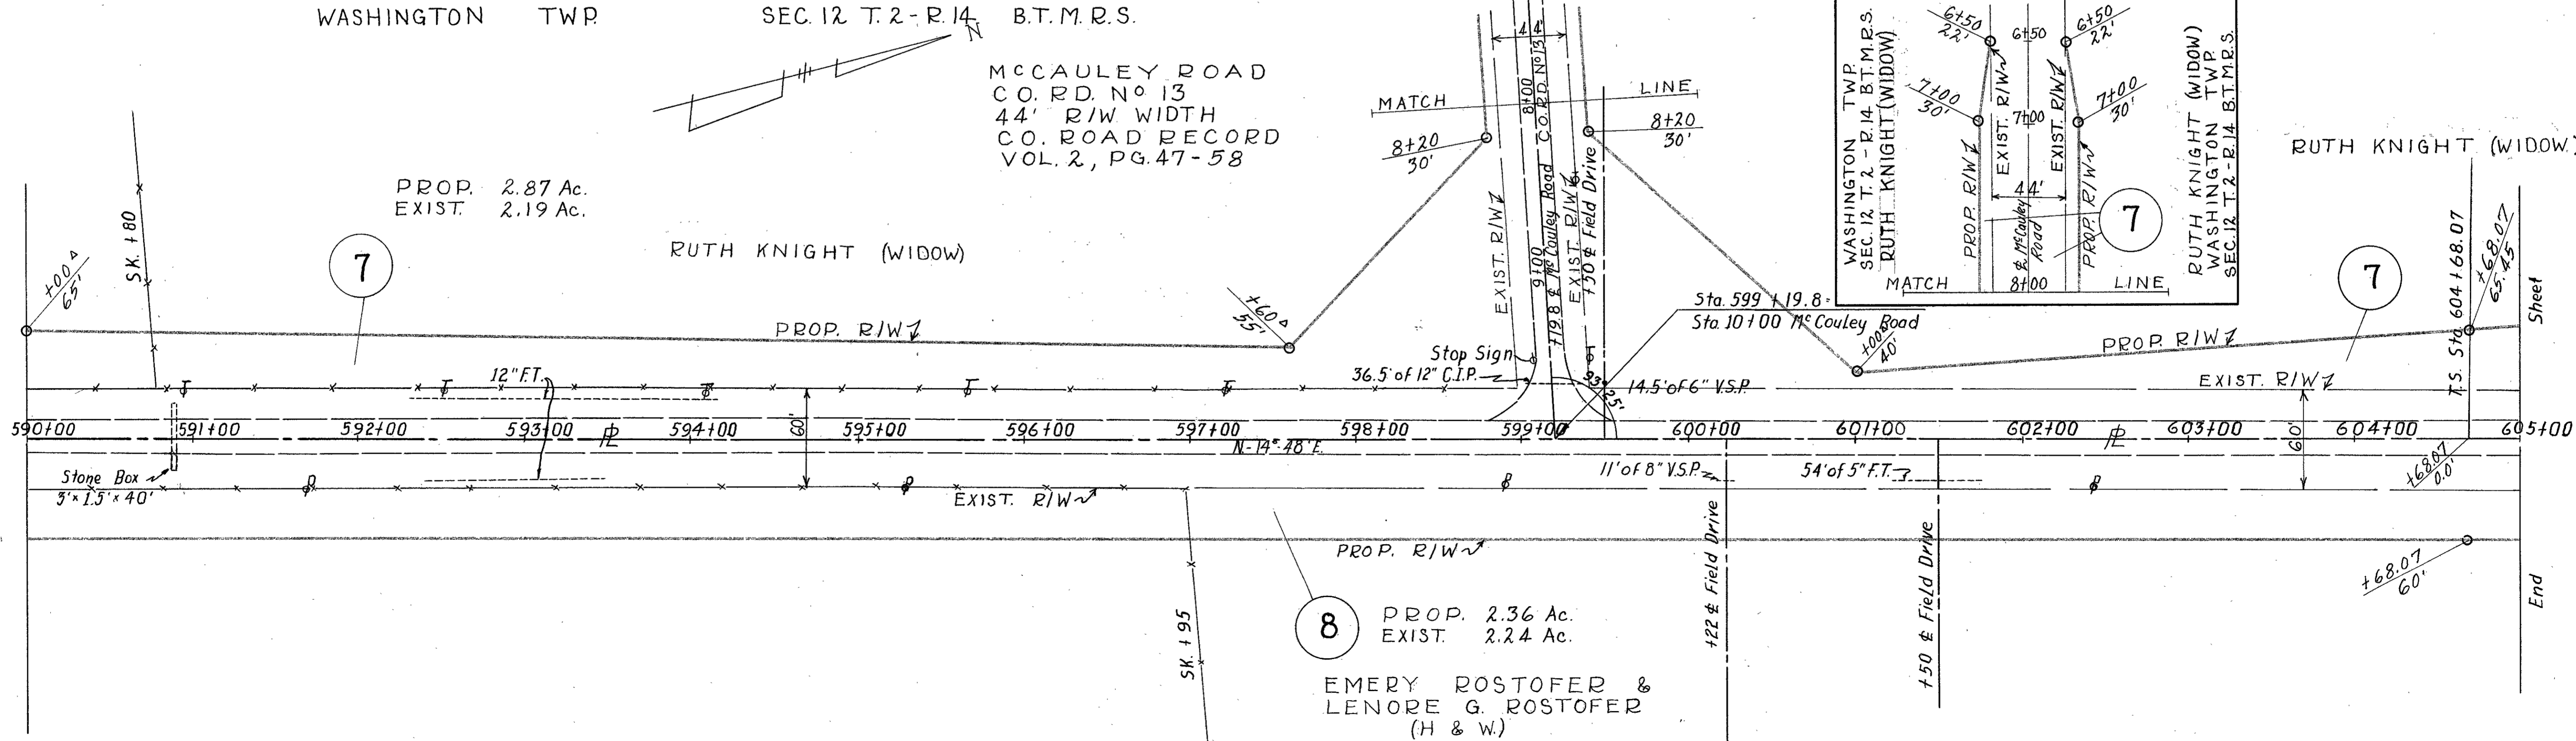 WASHINGTON TWP. SEC. 12 T. 2 - R. 14 B.T.M.R.S.
N
McCAULEY ROAD
CO. RD. No 13
44' R/W WIDTH
CO. ROAD RECORD
VOL. 2, PG. 47-58
PROP. 2.87 Ac.
EXIST. 2.19 Ac.
RUTH KNIGHT (WIDOW)
7
+00
65'
SK. +80
PROP. R/W
+60
55'
MATCH LINE
8+20
30'
8+20
30'
44'
8+00
CO. RD. No 13
EXIST. R/W
9+00
+19.8 ℄ McCouley Road
EXIST. R/W
+50 ℄ Field Drive
WASHINGTON TWP.
SEC. 12 T. 2 - R. 14 B.T.M.R.S.
RUTH KNIGHT (WIDOW)
6+50
22'
6+50
6+50
22'
7+00
30'
7+00
7+00
30'
EXIST. R/W
EXIST. R/W
PROP. R/W
PROP. R/W
44'
℄ McCauley
Road
7
MATCH 8+00 LINE
RUTH KNIGHT (WIDOW)
WASHINGTON TWP.
SEC. 12 T. 2 - R. 14 B.T.M.R.S.
RUTH KNIGHT (WIDOW)
7
T.S. Sta. 604+68.07
+68.07
65.45
Sheet
Sta. 599+19.8 =
Sta. 10+00 McCouley Road
+00
40'
PROP. R/W
EXIST. R/W
Stop Sign
36.5' of 12" C.I.P.
93°
25'
14.5' of 6" V.S.P.
12" F.T.
60'
590+00 591+00 592+00 593+00 PL 594+00 595+00 596+00 597+00 598+00 599+00 600+00 601+00 602+00 PL 603+00 604+00 605+00
N-14°-48' E.
Stone Box
3' x 1.5' x 40'
EXIST. R/W
11' of 8" V.S.P.
54' of 5" F.T.
60'
+68.07
0.0'
PROP. R/W
SK. +95
+22 ℄ Field Drive
+50 ℄ Field Drive
+68.07
60'
End
8
PROP. 2.36 Ac.
EXIST. 2.24 Ac.
EMERY ROSTOFER &
LENORE G. ROSTOFER
(H & W.)